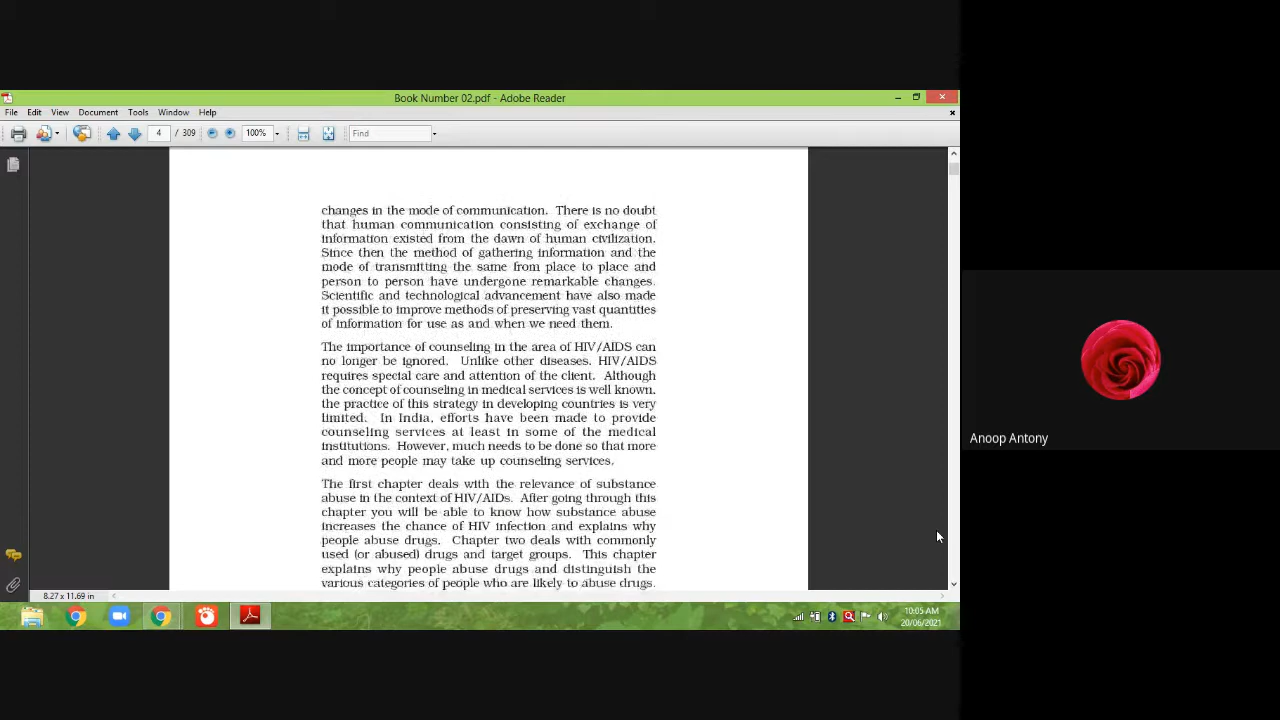 Book Number 02.pdf - Adobe Reader
File Edit View Document Tools Window Help
4 / 309 100% Find
changes in the mode of communication. There is no doubt
that human communication consisting of exchange of
information existed from the dawn of human civilization.
Since then the method of gathering information and the
mode of transmitting the same from place to place and
person to person have undergone remarkable changes.
Scientific and technological advancement have also made
it possible to improve methods of preserving vast quantities
of information for use as and when we need them.
The importance of counseling in the area of HIV/AIDS can
no longer be ignored. Unlike other diseases, HIV/AIDS
requires special care and attention of the client. Although
the concept of counseling in medical services is well known,
the practice of this strategy in developing countries is very
limited. In India, efforts have been made to provide
counseling services at least in some of the medical
institutions. However, much needs to be done so that more
and more people may take up counseling services.
The first chapter deals with the relevance of substance
abuse in the context of HIV/AIDs. After going through this
chapter you will be able to know how substance abuse
increases the chance of HIV infection and explains why
people abuse drugs. Chapter two deals with commonly
used (or abused) drugs and target groups. This chapter
explains why people abuse drugs and distinguish the
various categories of people who are likely to abuse drugs.
8.27 x 11.69 in
10:05 AM
20/06/2021
Anoop Antony